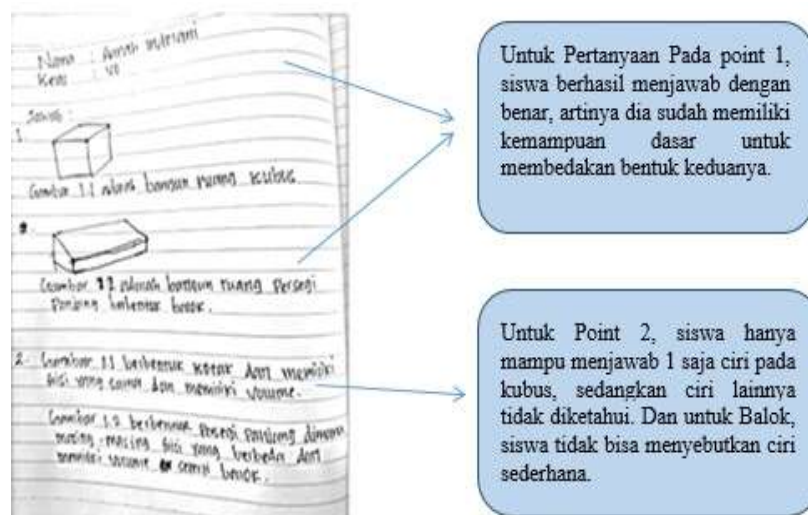 Nama :
Kelas : VI
Jawab :
1.
Gambar 1.1 adalah bangun ruang kubus.
Gambar 1.2 adalah bangun ruang Persegi
Panjang berbentuk balok.
2. Gambar 1.1 berbentuk kotak dan memiliki
sisi yang sama dan memiliki volume.
Gambar 1.2 berbentuk Persegi Panjang dimana
masing-masing sisi yang berbeda dan
memiliki volume balok.
Untuk Pertanyaan Pada point 1,
siswa berhasil menjawab dengan
benar, artinya dia sudah memiliki
kemampuan dasar untuk
membedakan bentuk keduanya.
Untuk Point 2, siswa hanya
mampu menjawab 1 saja ciri pada
kubus, sedangkan ciri lainnya
tidak diketahui. Dan untuk Balok,
siswa tidak bisa menyebutkan ciri
sederhana.